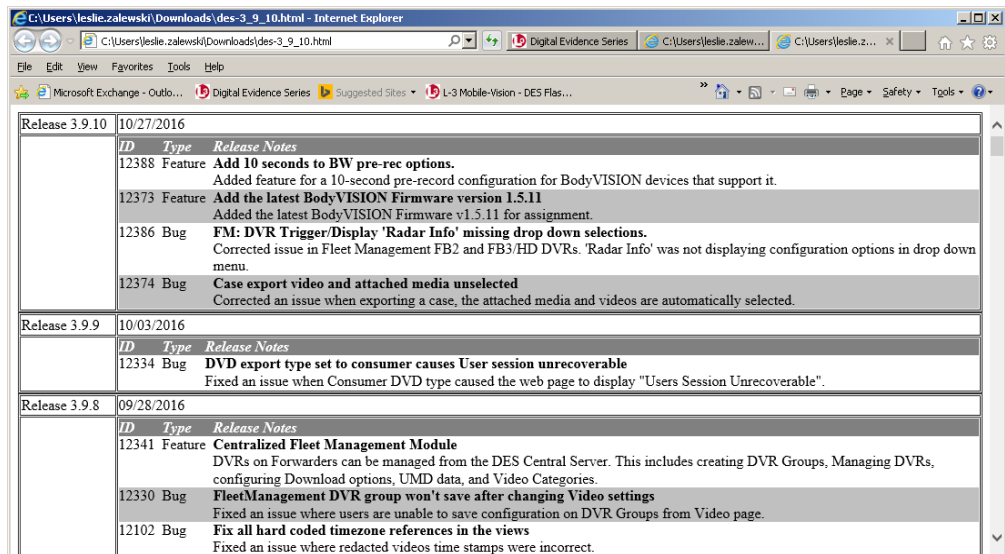 C:\Users\leslie.zalewski\Downloads\des-3_9_10.html - Internet Explorer
C:\Users\leslie.zalewski\Downloads\des-3_9_10.html
Digital Evidence Series
C:\Users\leslie.zalew...
C:\Users\leslie.z...
File Edit View Favorites Tools Help
Microsoft Exchange - Outlo... Digital Evidence Series Suggested Sites L-3 Mobile-Vision - DES Flas... Page Safety Tools
Release 3.9.10 10/27/2016
ID Type Release Notes
12388 Feature Add 10 seconds to BW pre-rec options.
Added feature for a 10-second pre-record configuration for BodyVISION devices that support it.
12373 Feature Add the latest BodyVISION Firmware version 1.5.11
Added the latest BodyVISION Firmware v1.5.11 for assignment.
12386 Bug FM: DVR Trigger/Display 'Radar Info' missing drop down selections.
Corrected issue in Fleet Management FB2 and FB3/HD DVRs. 'Radar Info' was not displaying configuration options in drop down
menu.
12374 Bug Case export video and attached media unselected
Corrected an issue when exporting a case, the attached media and videos are automatically selected.
Release 3.9.9 10/03/2016
ID Type Release Notes
12334 Bug DVD export type set to consumer causes User session unrecoverable
Fixed an issue when Consumer DVD type caused the web page to display "Users Session Unrecoverable".
Release 3.9.8 09/28/2016
ID Type Release Notes
12341 Feature Centralized Fleet Management Module
DVRs on Forwarders can be managed from the DES Central Server. This includes creating DVR Groups, Managing DVRs,
configuring Download options, UMD data, and Video Categories.
12330 Bug FleetManagement DVR group won't save after changing Video settings
Fixed an issue where users are unable to save configuration on DVR Groups from Video page.
12102 Bug Fix all hard coded timezone references in the views
Fixed an issue where redacted videos time stamps were incorrect.